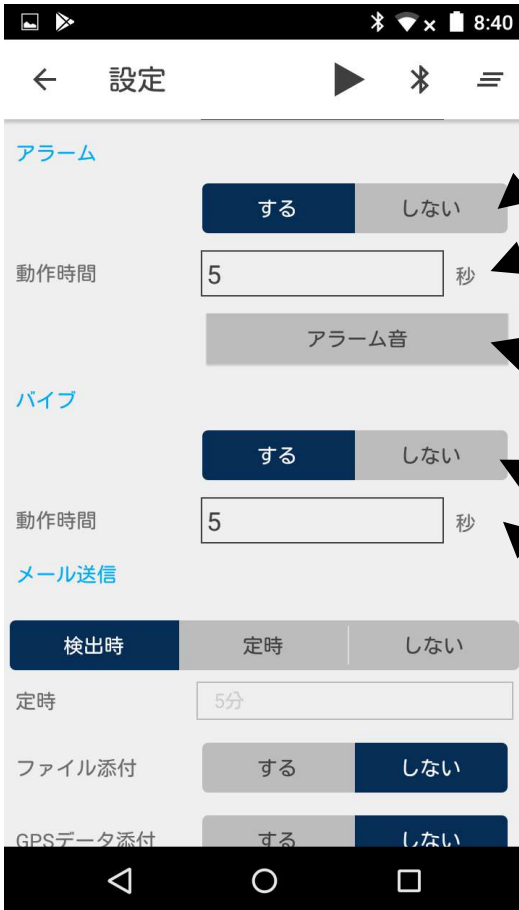 8:40
設定
アラーム
する しない
動作時間 5 秒
アラーム音
バイブ
する しない
動作時間 5 秒
メール送信
検出時 定時 しない
定時 5分
ファイル添付 する しない
GPSデータ添付 する しない